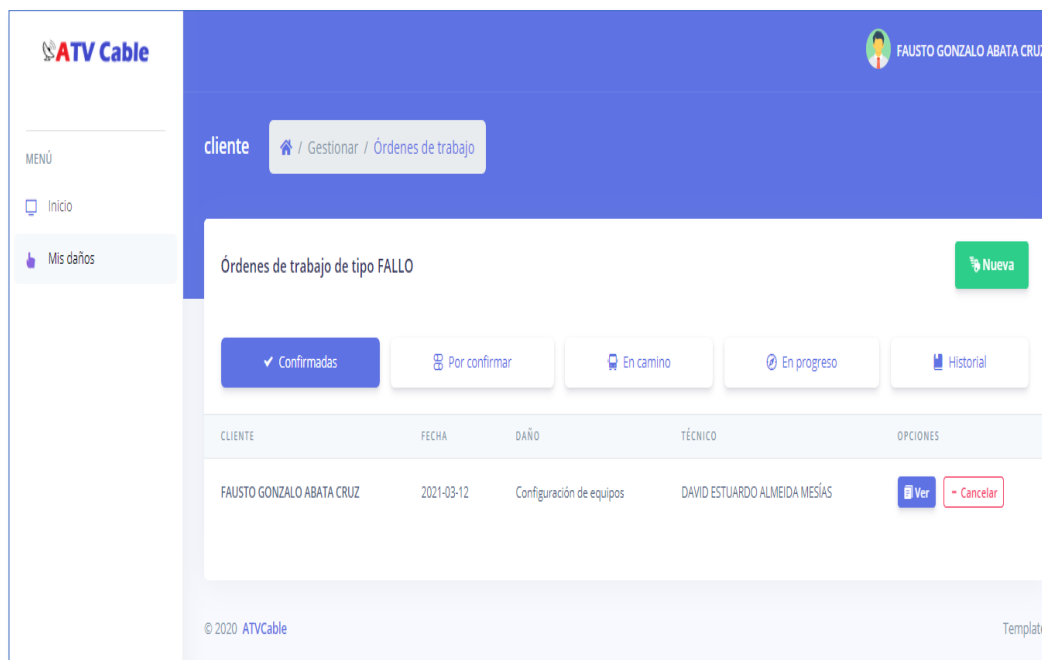 ATV Cable
FAUSTO GONZALO ABATA CRUZ
cliente
/ Gestionar / Órdenes de trabajo
MENÚ
Inicio
Mis daños
Órdenes de trabajo de tipo FALLO
Nueva
Confirmadas
Por confirmar
En camino
En progreso
Historial
CLIENTE FECHA DAÑO TÉCNICO OPCIONES
FAUSTO GONZALO ABATA CRUZ 2021-03-12 Configuración de equipos DAVID ESTUARDO ALMEIDA MESÍAS Ver - Cancelar
© 2020 ATVCable
Template